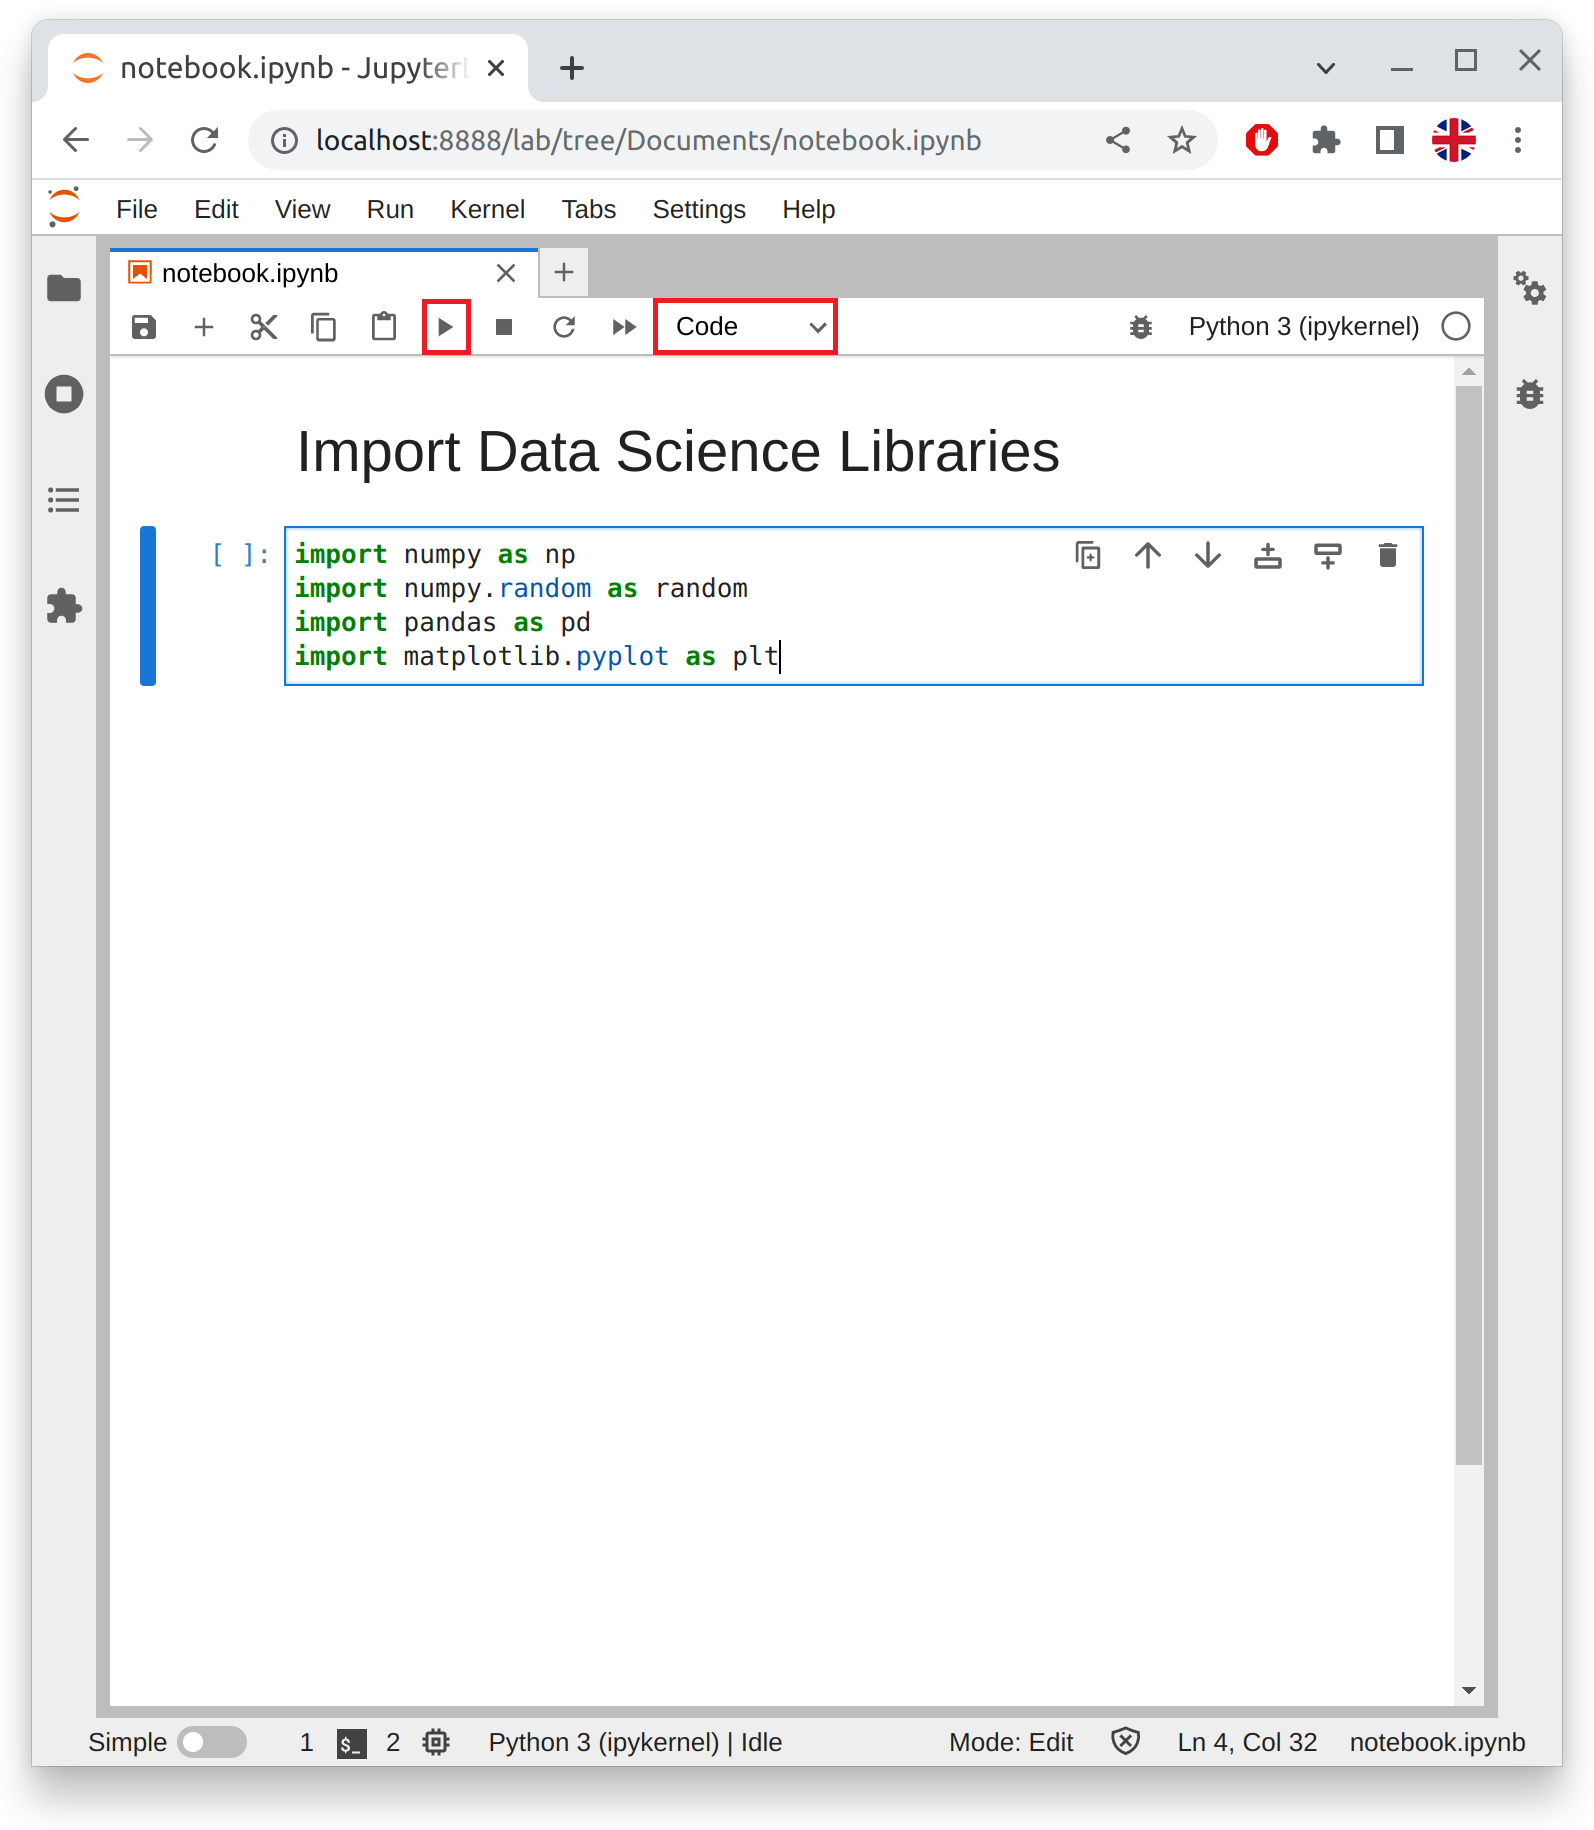 notebook.ipynb - Jupyter
localhost:8888/lab/tree/Documents/notebook.ipynb
File Edit View Run Kernel Tabs Settings Help
notebook.ipynb
Code Python 3 (ipykernel)
Import Data Science Libraries
[ ]: import numpy as np
import numpy.random as random
import pandas as pd
import matplotlib.pyplot as plt
Simple 1 $_ 2 Python 3 (ipykernel) | Idle Mode: Edit Ln 4, Col 32 notebook.ipynb